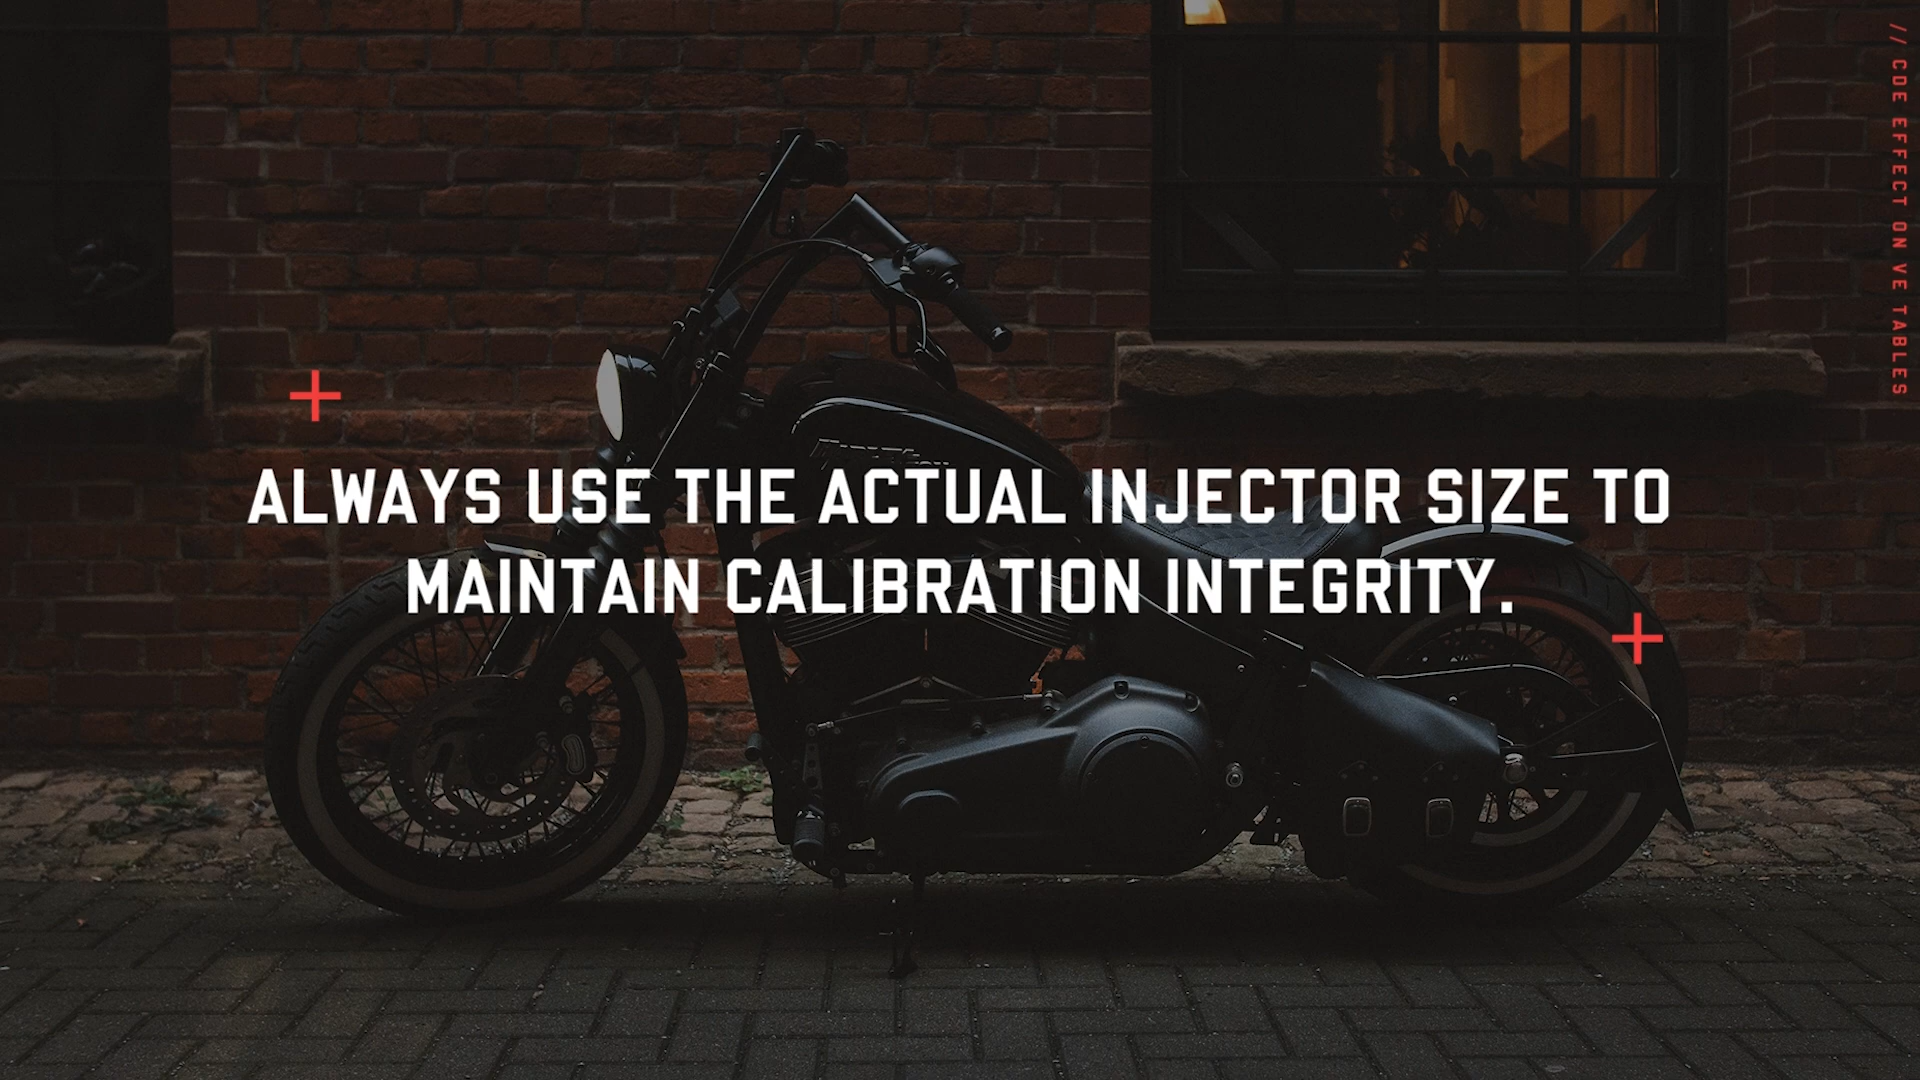 // CDE EFFECT ON VE TABLES
ALWAYS USE THE ACTUAL INJECTOR SIZE TO
MAINTAIN CALIBRATION INTEGRITY.